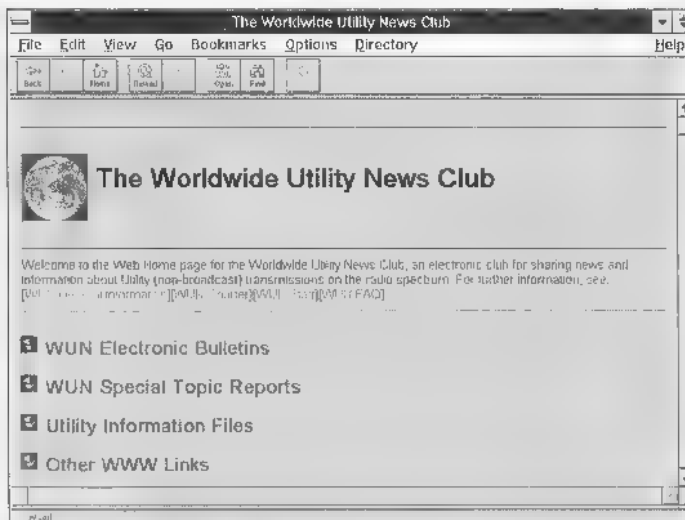 The Worldwide Utility News Club
File Edit View Go Bookmarks Options Directory Help
Back Home Reload Open Find
The Worldwide Utility News Club
Welcome to the Web Home page for the Worldwide Utility News Club, an electronic club for sharing news and
information about Utility (non-broadcast) transmissions on the radio spectrum. For further information, see:
WUN Electronic Bulletins
WUN Special Topic Reports
Utility Information Files
Other WWW Links